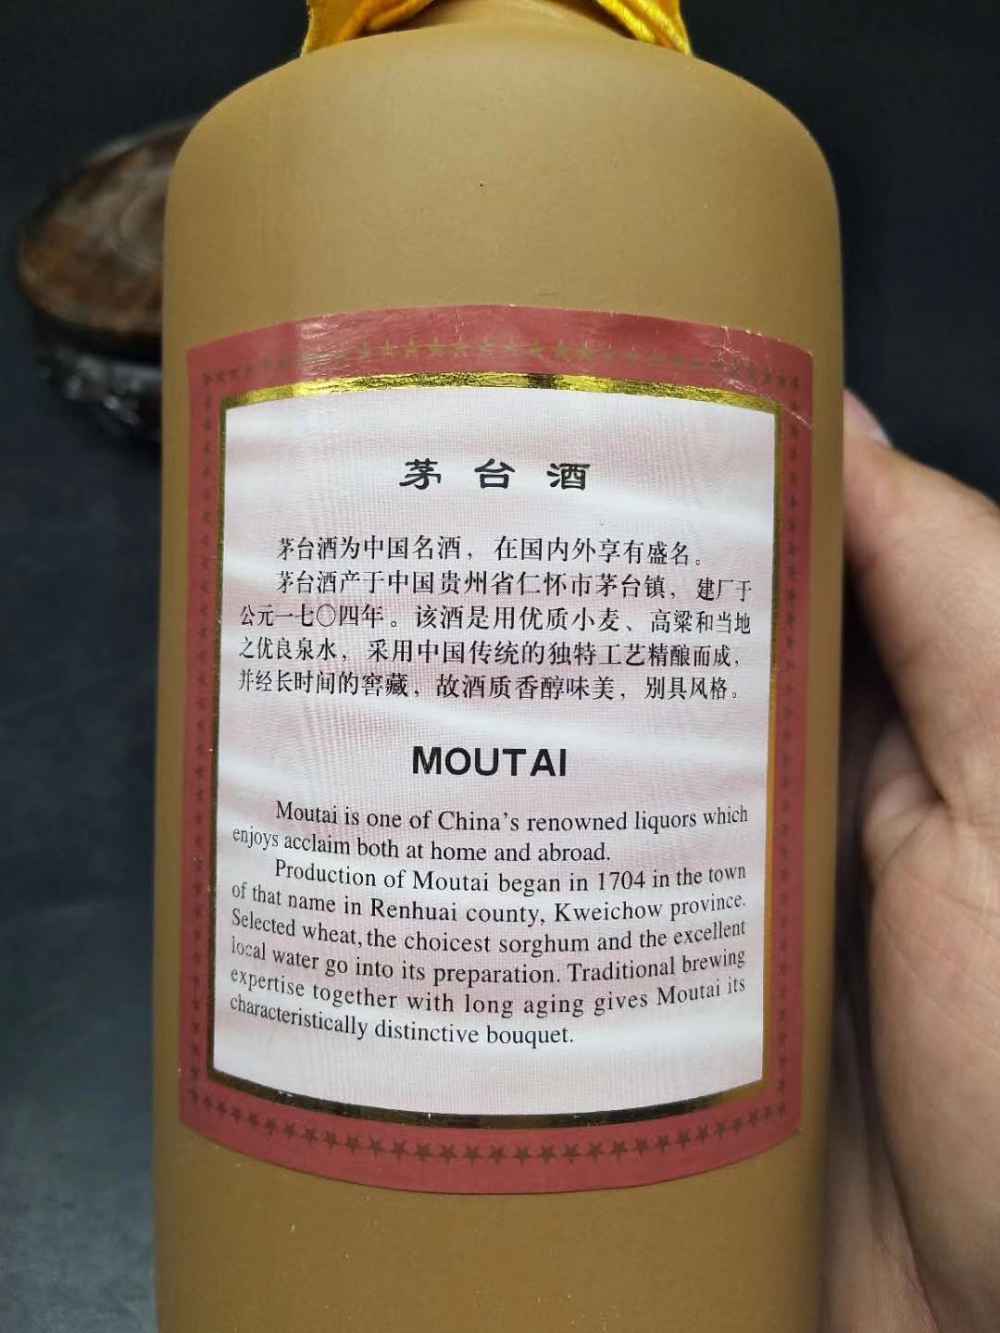 茅台酒
茅台酒为中国名酒，在国内外享有盛名。
茅台酒产于中国贵州省仁怀市茅台镇，建厂于
公元一七〇四年。该酒是用优质小麦、高粱和当地
之优良泉水，采用中国传统的独特工艺精酿而成，
并经长时间的窖藏，故酒质香醇味美，别具风格。
MOUTAI
Moutai is one of China's renowned liquors which
enjoys acclaim both at home and abroad.
Production of Moutai began in 1704 in the town
of that name in Renhuai county, Kweichow province.
Selected wheat, the choicest sorghum and the excellent
local water go into its preparation. Traditional brewing
expertise together with long aging gives Moutai its
characteristically distinctive bouquet.